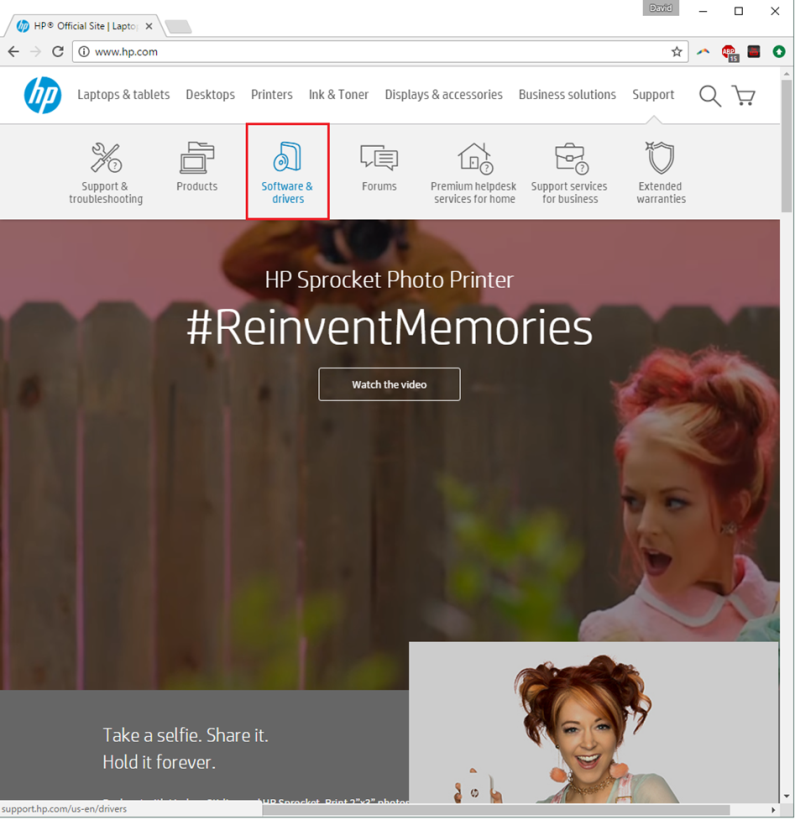 David
HP® Official Site | Lapto
www.hp.com
ABP
15
hp
Laptops & tablets Desktops Printers Ink & Toner Displays & accessories Business solutions Support
Support &
troubleshooting
Products
Software &
drivers
Forums
Premium helpdesk
services for home
Support services
for business
Extended
warranties
HP Sprocket Photo Printer
#ReinventMemories
Watch the video
Take a selfie. Share it.
Hold it forever.
HP Sprocket. Print 2"x3" photos
support.hp.com/us-en/drivers